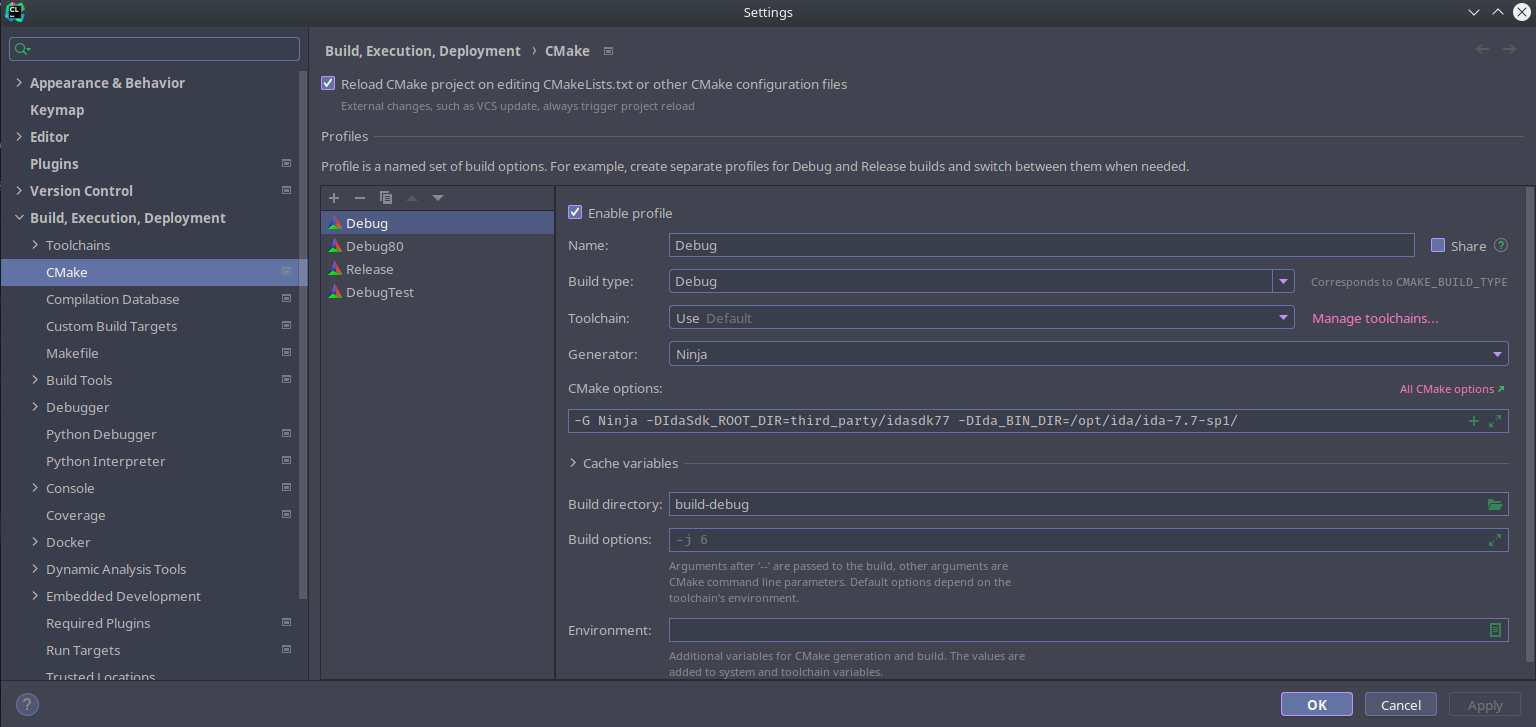 CL
Settings
Appearance & Behavior
Keymap
Editor
Plugins
Version Control
Build, Execution, Deployment
Toolchains
CMake
Compilation Database
Custom Build Targets
Makefile
Build Tools
Debugger
Python Debugger
Python Interpreter
Console
Coverage
Docker
Dynamic Analysis Tools
Embedded Development
Required Plugins
Run Targets
Trusted Locations
Build, Execution, Deployment › CMake
Reload CMake project on editing CMakeLists.txt or other CMake configuration files
External changes, such as VCS update, always trigger project reload
Profiles
Profile is a named set of build options. For example, create separate profiles for Debug and Release builds and switch between them when needed.
Debug
Debug80
Release
DebugTest
Enable profile
Name: Debug Share ?
Build type: Debug Corresponds to CMAKE_BUILD_TYPE
Toolchain: Use Default Manage toolchains...
Generator: Ninja
CMake options: All CMake options
-G Ninja -DIdaSdk_ROOT_DIR=third_party/idasdk77 -DIda_BIN_DIR=/opt/ida/ida-7.7-sp1/
Cache variables
Build directory: build-debug
Build options: -j 6
Arguments after '--' are passed to the build, other arguments are
CMake command line parameters. Default options depend on the
toolchain's environment.
Environment:
Additional variables for CMake generation and build. The values are
added to system and toolchain variables.
?
OK Cancel Apply